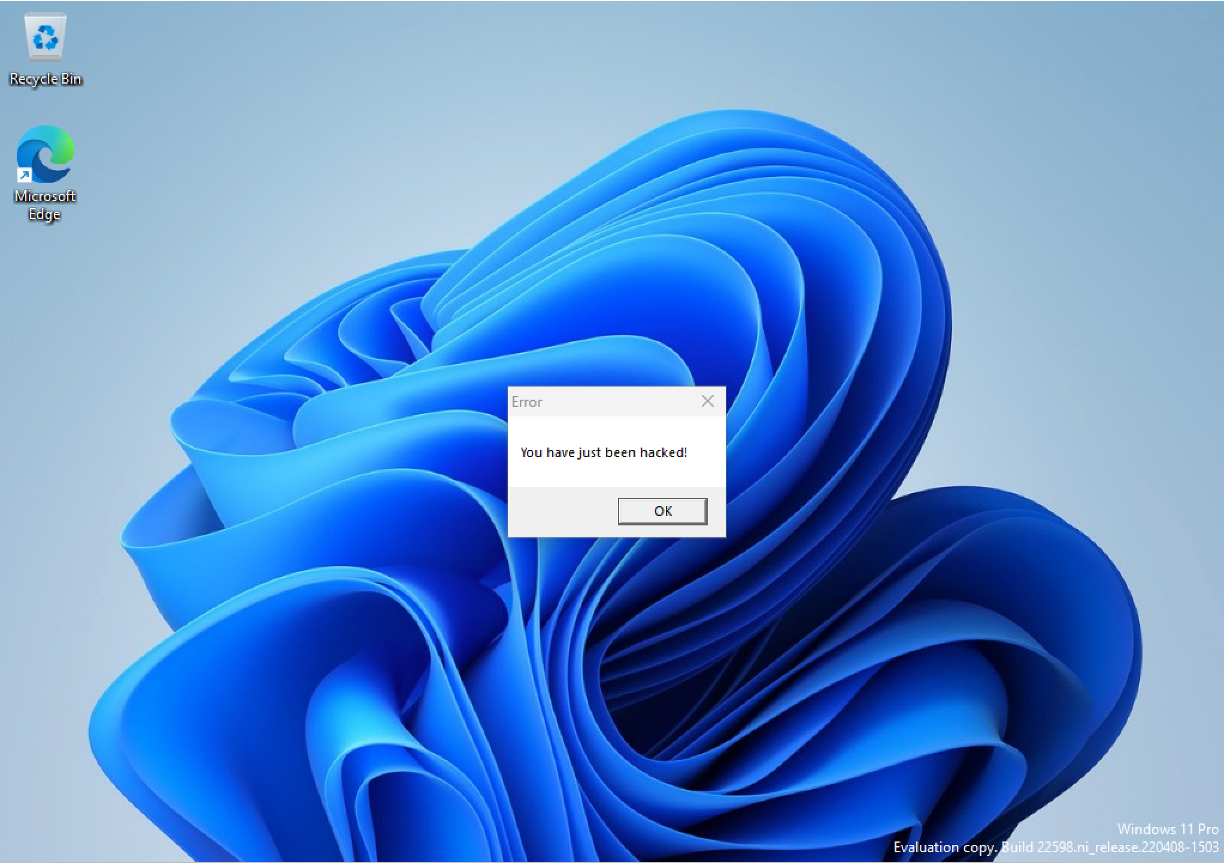 Recycle Bin
Microsoft
Edge
Error
You have just been hacked!
OK
Windows 11 Pro
Evaluation copy. Build 22598.ni_release.220408-1503